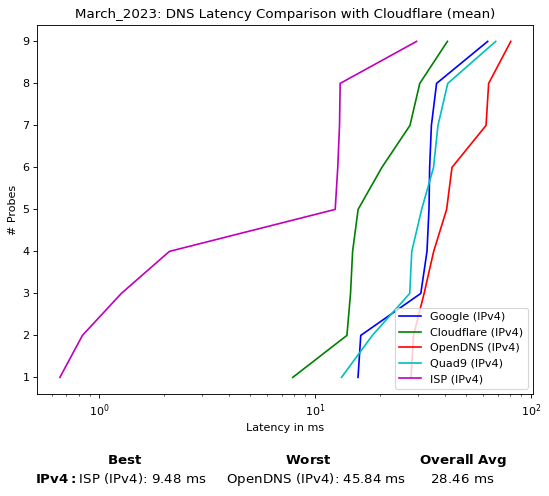 March_2023: DNS Latency Comparison with Cloudflare (mean)
# Probes
9
8
7
6
5
4
3
2
1
Google (IPv4)
Cloudflare (IPv4)
OpenDNS (IPv4)
Quad9 (IPv4)
ISP (IPv4)
10⁰ 10¹ 10²
Latency in ms
Best Worst Overall Avg
IPv4: ISP (IPv4): 9.48 ms OpenDNS (IPv4): 45.84 ms 28.46 ms